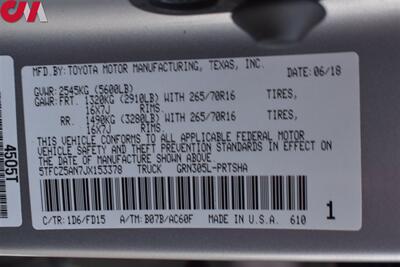 CM
MFD.BY: TOYOTA MOTOR MANUFACTURING, TEXAS, INC.
DATE: 06/18
GVWR: 2545KG (5600LB)
GAWR: FRT. 1320KG (2910LB) WITH 265/70R16 TIRES,
16X7J RIMS.
RR. 1490KG (3280LB) WITH 265/70R16 TIRES,
16X7J RIMS.
THIS VEHICLE CONFORMS TO ALL APPLICABLE FEDERAL MOTOR
VEHICLE SAFETY AND THEFT PREVENTION STANDARDS IN EFFECT
ON THE DATE OF MANUFACTURE SHOWN ABOVE.
5TFCZ5AN7JX153378 TRUCK GRN305L-PRTSHA
C/TR: 1D6/FD15 A/TM: B07B/AC60F MADE IN U.S.A. 610 1
4505T